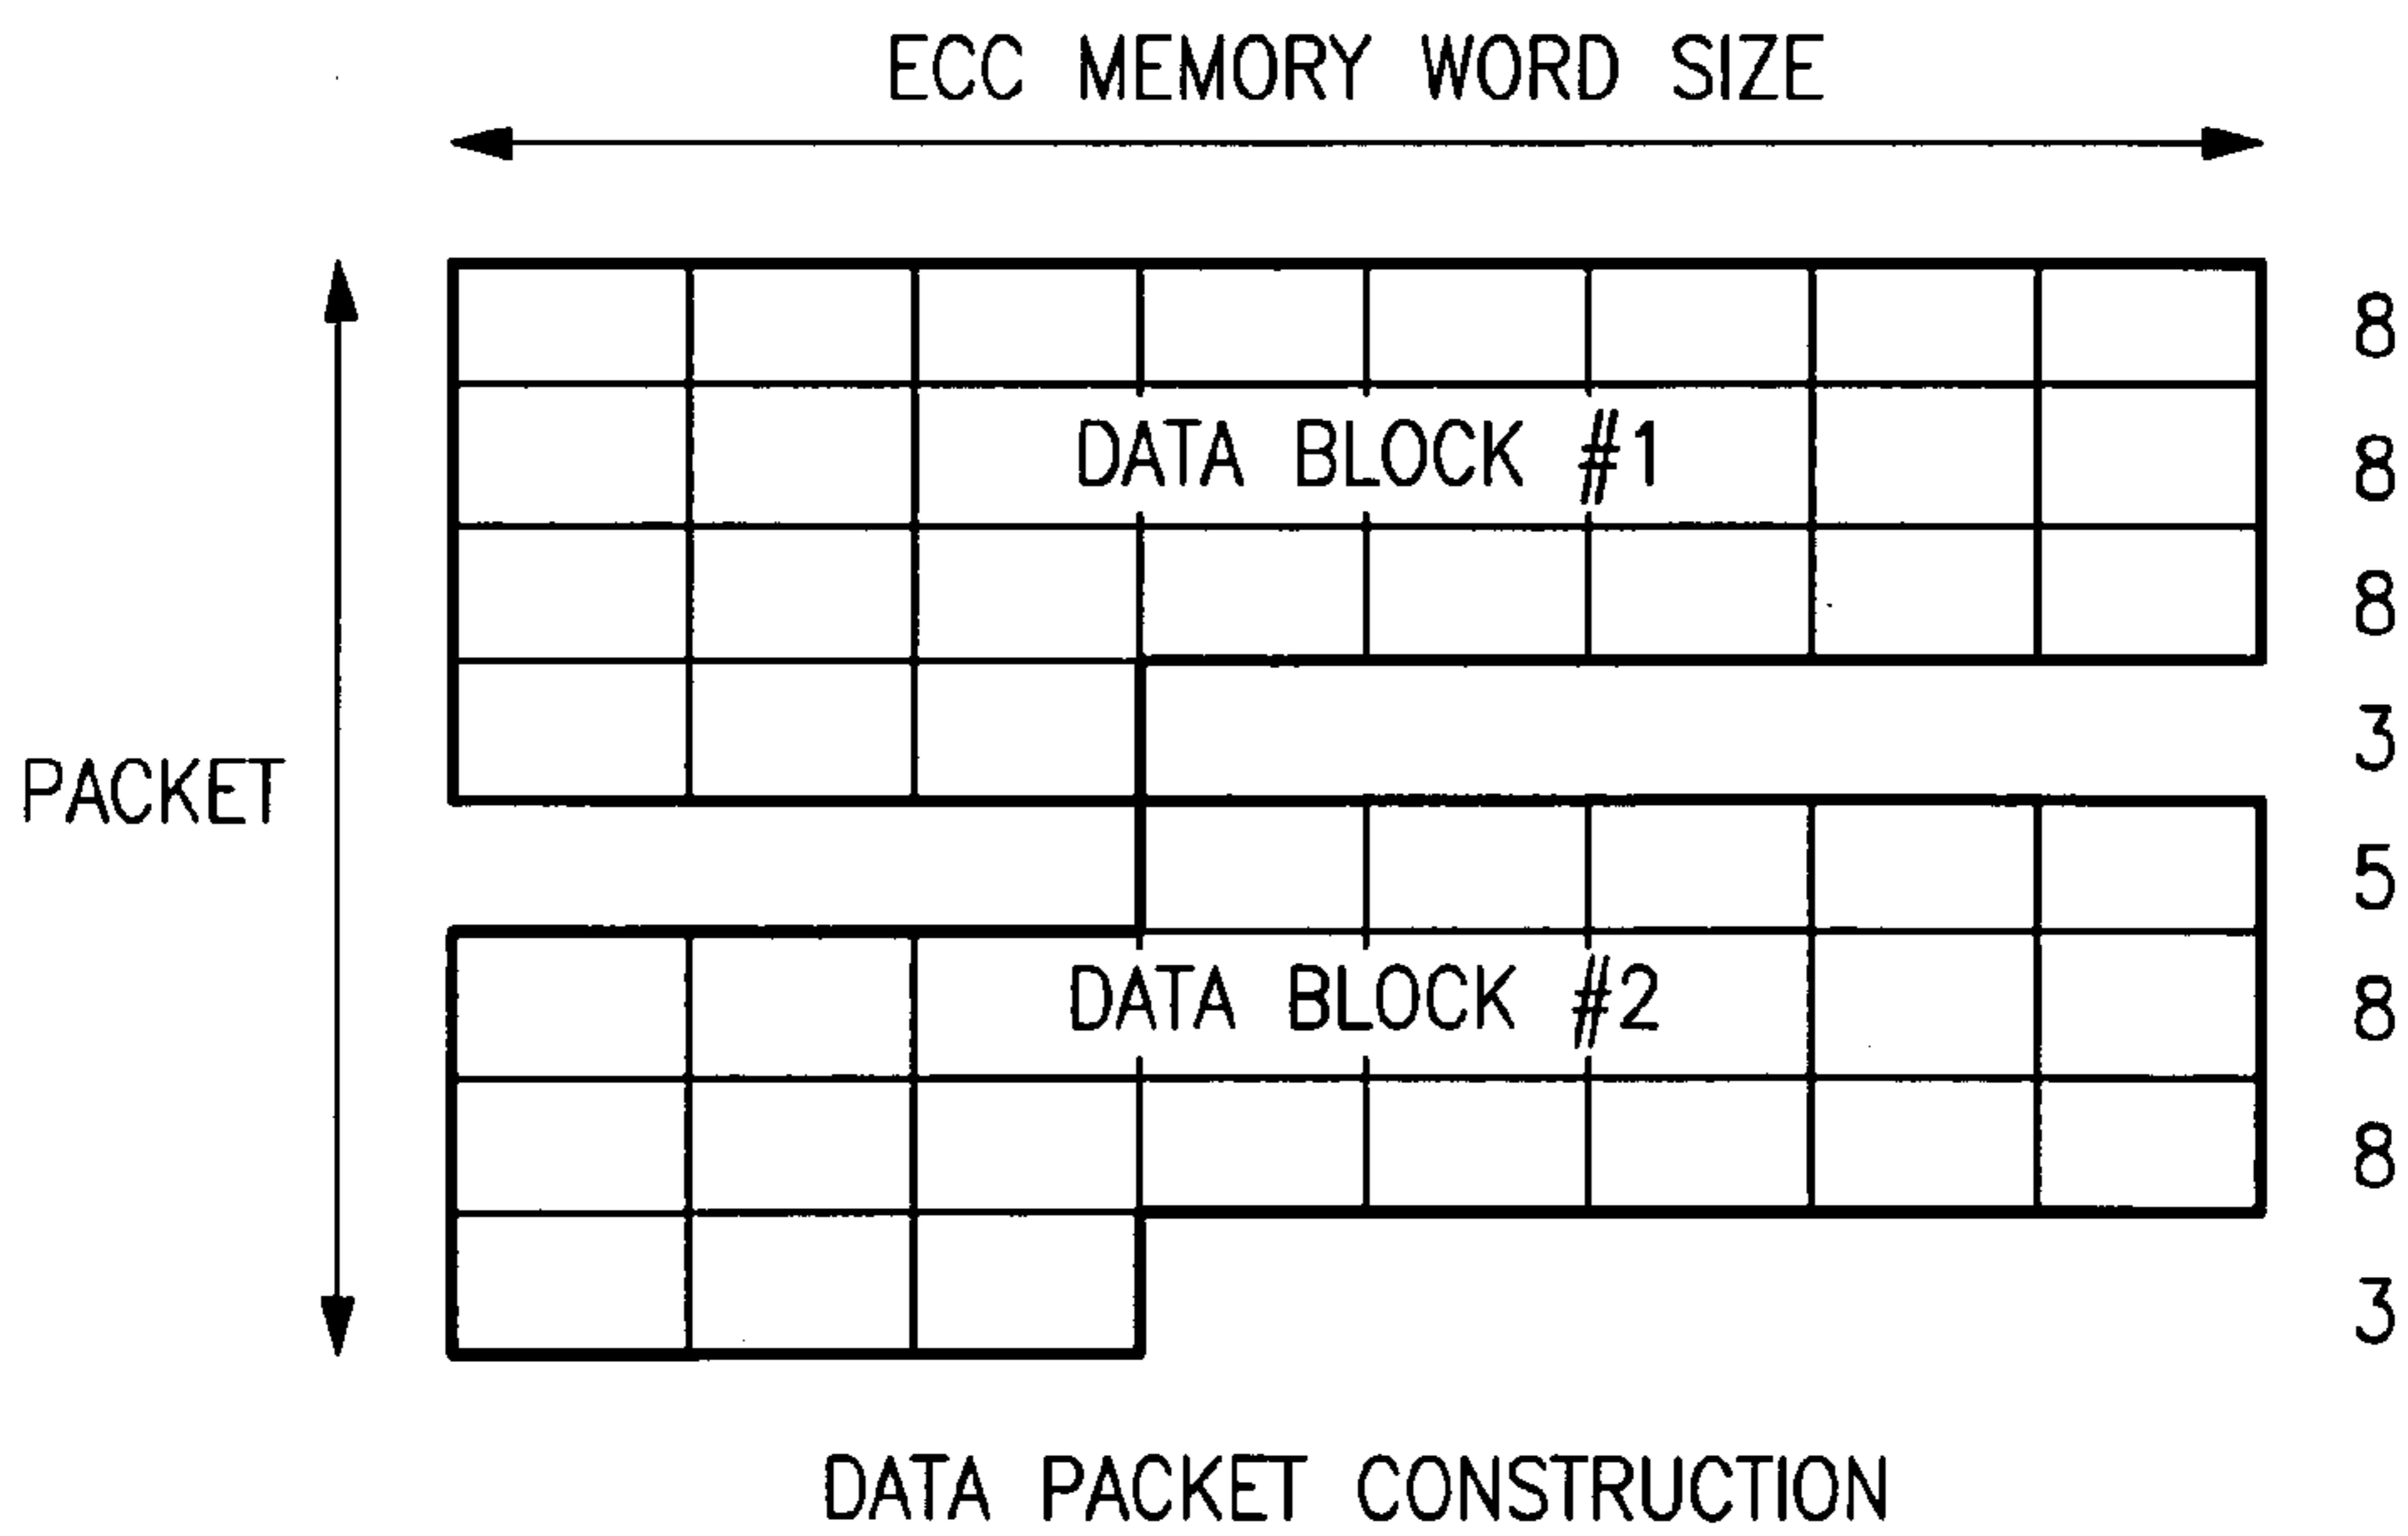 ECC MEMORY WORD SIZE
8
DATA BLOCK #1
8
8
3
PACKET
5
DATA BLOCK #2
8
8
3
DATA PACKET CONSTRUCTION